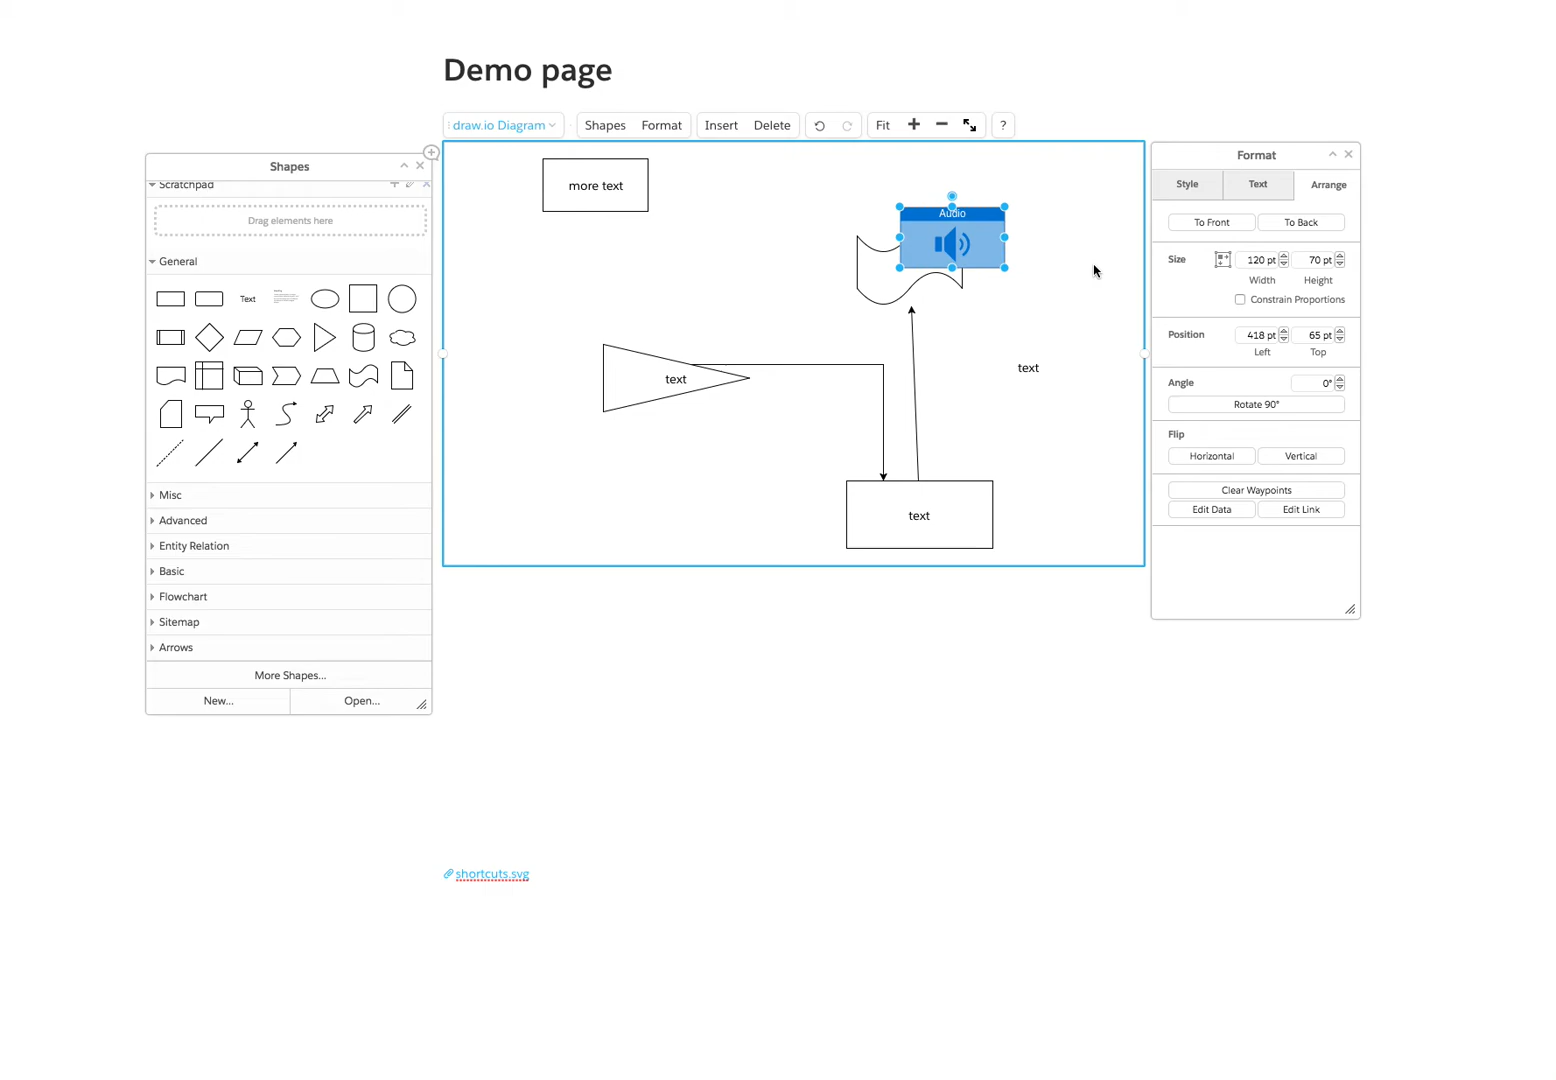 Demo page
draw.io Diagram
Shapes Format Insert Delete Fit ?
Shapes
Scratchpad
Drag elements here
General
Text
Misc
Advanced
Entity Relation
Basic
Flowchart
Sitemap
Arrows
More Shapes...
New... Open...
more text
Audio
text
text
text
Format
Style Text Arrange
To Front To Back
Size 120 pt 70 pt
Width Height
Constrain Proportions
Position 418 pt 65 pt
Left Top
Angle 0°
Rotate 90°
Flip
Horizontal Vertical
Clear Waypoints
Edit Data Edit Link
shortcuts.svg